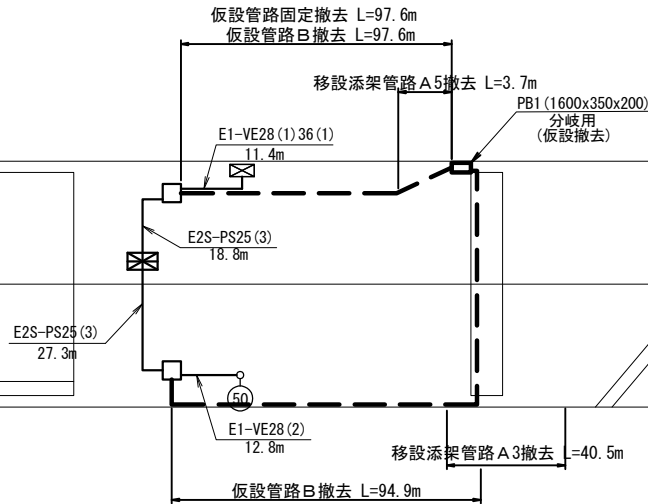 仮設管路固定撤去 L=97.6m
仮設管路B撤去 L=97.6m
移設添架管路A5撤去 L=3.7m
PB1(1600x350x200)
分岐用
(仮設撤去)
E1-VE28(1)36(1)
11.4m
E2S-PS25(3)
18.8m
E2S-PS25(3)
27.3m
50
E1-VE28(2)
12.8m
移設添架管路A3撤去 L=40.5m
仮設管路B撤去 L=94.9m